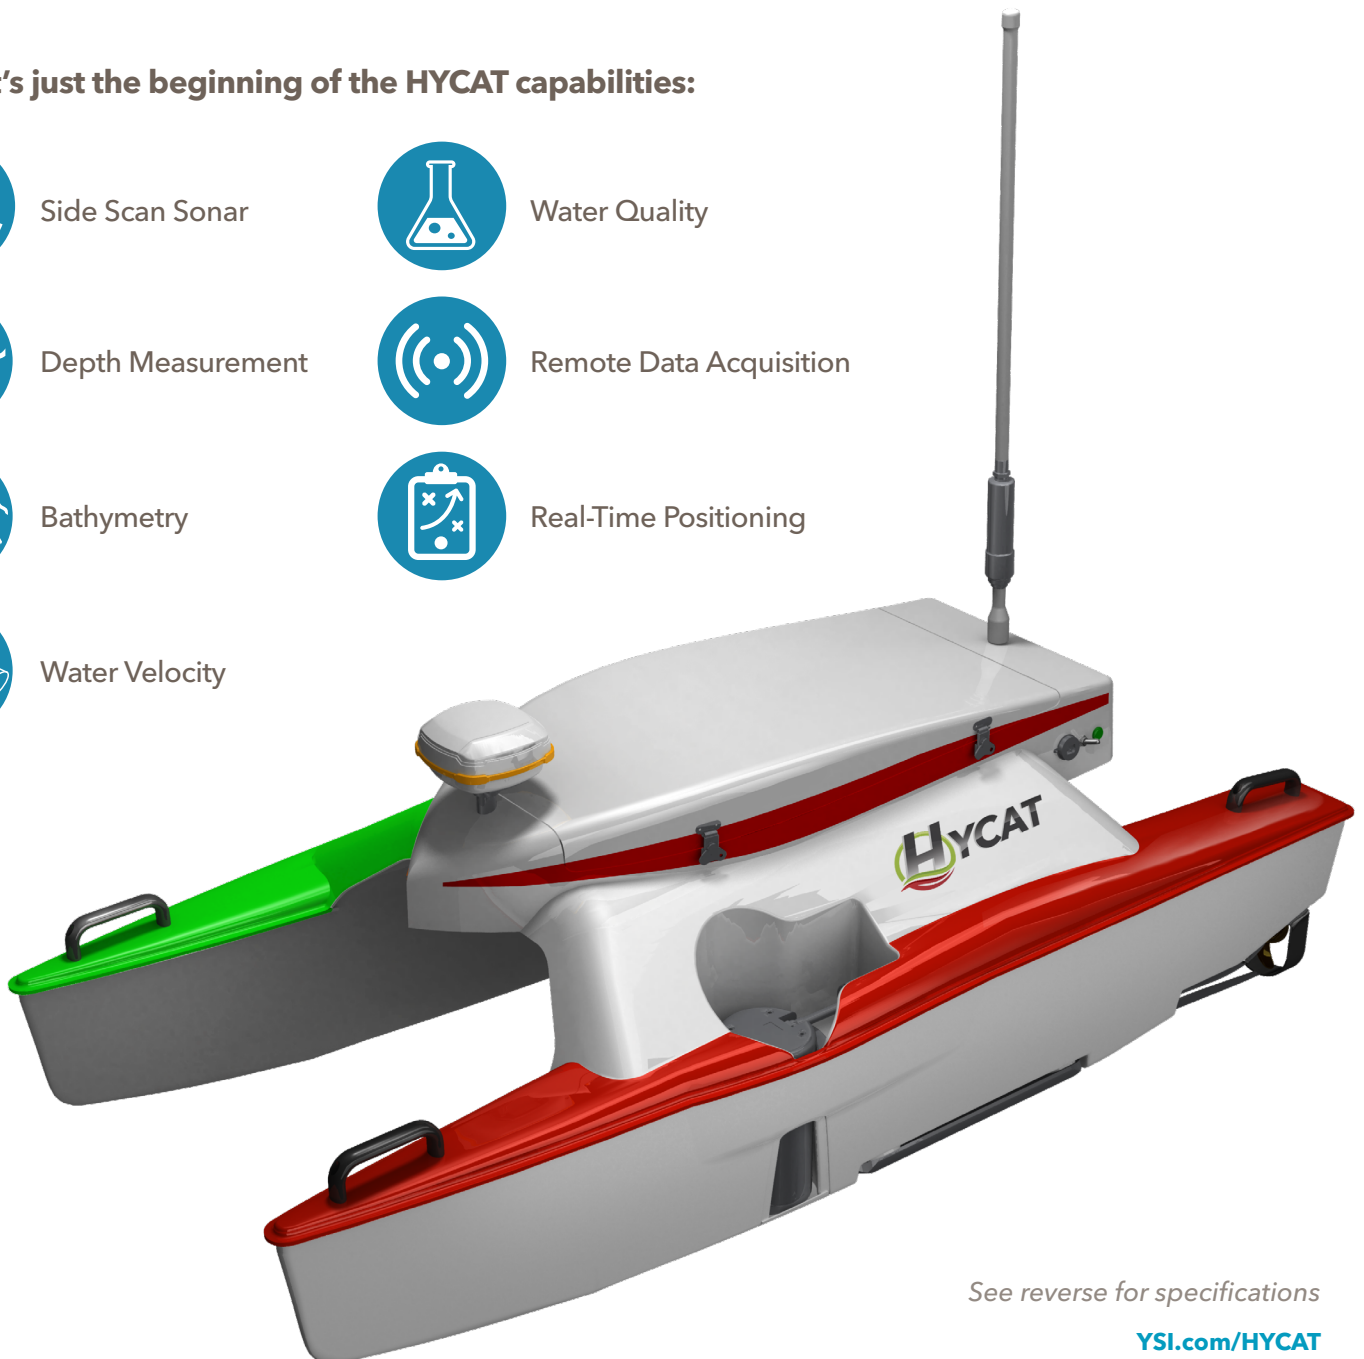 t's just the beginning of the HYCAT capabilities:
Side Scan Sonar
Water Quality
Depth Measurement
Remote Data Acquisition
Bathymetry
Real-Time Positioning
Water Velocity
HYCAT
See reverse for specifications
YSI.com/HYCAT